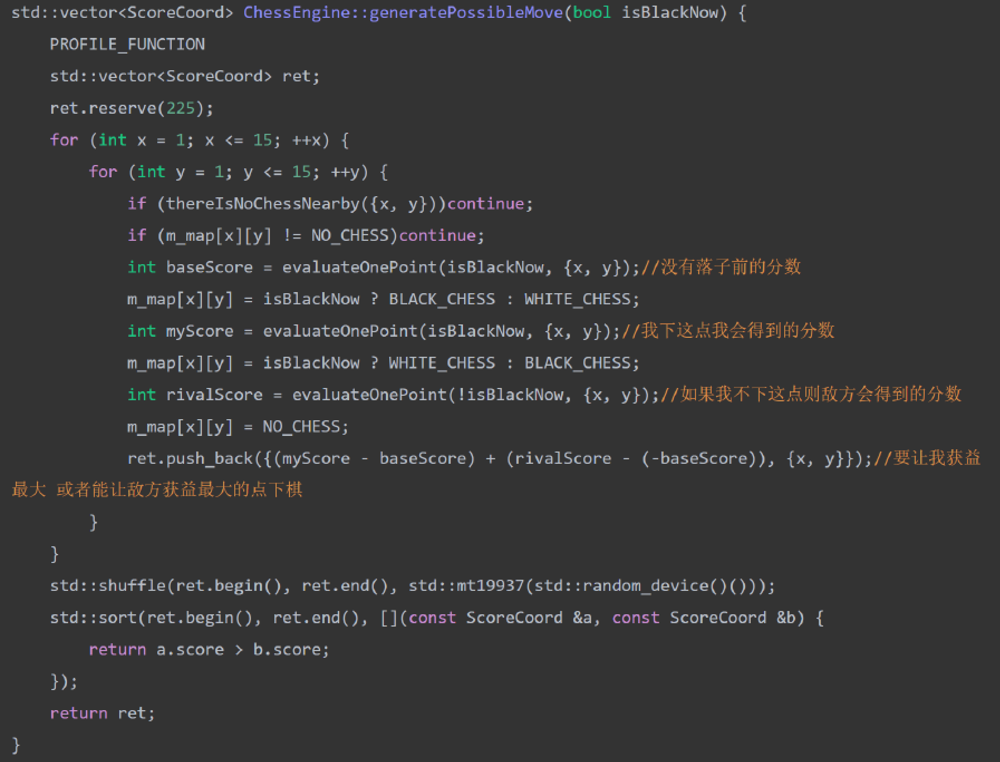 std::vector<ScoreCoord> ChessEngine::generatePossibleMove(bool isBlackNow) {
    PROFILE_FUNCTION
    std::vector<ScoreCoord> ret;
    ret.reserve(225);
    for (int x = 1; x <= 15; ++x) {
        for (int y = 1; y <= 15; ++y) {
            if (thereIsNoChessNearby({x, y}))continue;
            if (m_map[x][y] != NO_CHESS)continue;
            int baseScore = evaluateOnePoint(isBlackNow, {x, y});//没有落子前的分数
            m_map[x][y] = isBlackNow ? BLACK_CHESS : WHITE_CHESS;
            int myScore = evaluateOnePoint(isBlackNow, {x, y});//我下这点我会得到的分数
            m_map[x][y] = isBlackNow ? WHITE_CHESS : BLACK_CHESS;
            int rivalScore = evaluateOnePoint(!isBlackNow, {x, y});//如果我不下这点则敌方会得到的分数
            m_map[x][y] = NO_CHESS;
            ret.push_back({(myScore - baseScore) + (rivalScore - (-baseScore)), {x, y}});//要让我获益
最大 或者能让敌方获益最大的点下棋
        }
    }
    std::shuffle(ret.begin(), ret.end(), std::mt19937(std::random_device()()));
    std::sort(ret.begin(), ret.end(), [](const ScoreCoord &a, const ScoreCoord &b) {
        return a.score > b.score;
    });
    return ret;
}